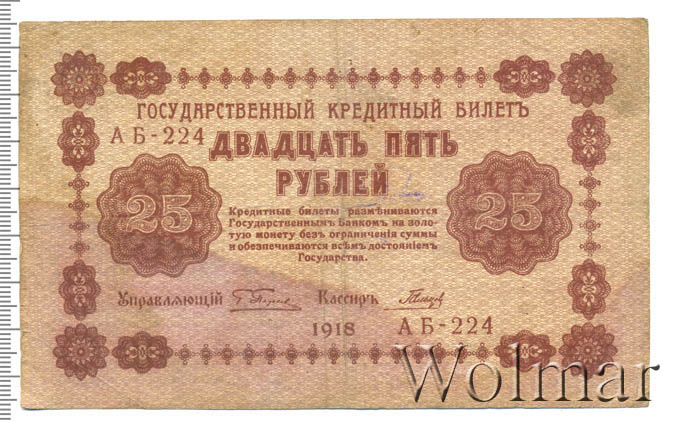 ГОСУДАРСТВЕННЫЙ КРЕДИТНЫЙ БИЛЕТЪ
АБ-224
ДВАДЦАТЬ ПЯТЬ
РУБЛЕЙ
25
25
Кредитные билеты размѣниваются
Государственнымъ Банкомъ на золо-
тую монету безъ ограниченія суммы
и обезпечиваются всѣмъ достояніемъ
Государства.
Управляющій
Кассиръ
1918 АБ-224
Wolmar